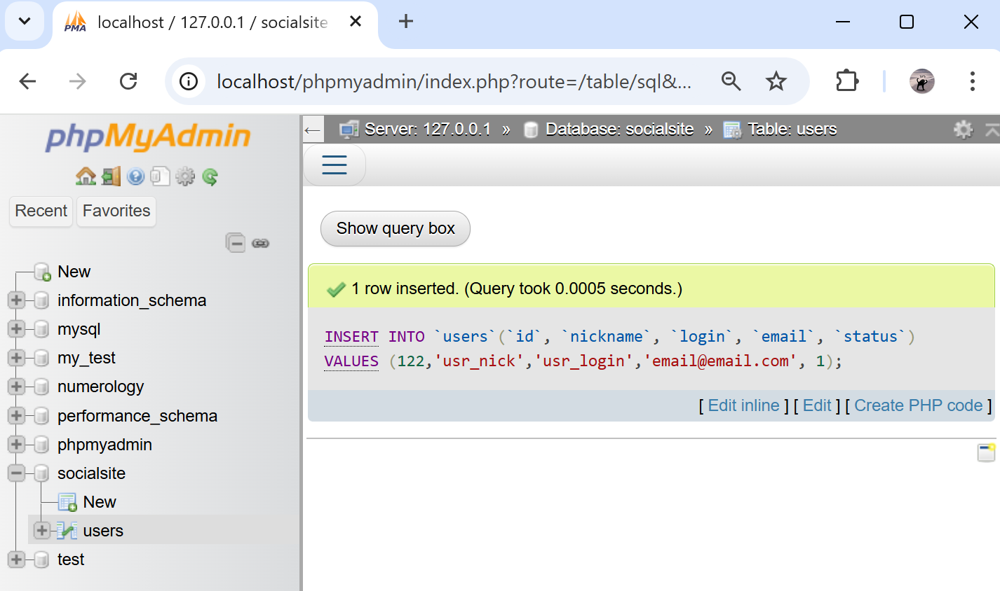 PMA localhost / 127.0.0.1 / socialsite
localhost/phpmyadmin/index.php?route=/table/sql&...
phpMyAdmin
Recent Favorites
New
information_schema
mysql
my_test
numerology
performance_schema
phpmyadmin
socialsite
New
users
test
Server: 127.0.0.1 » Database: socialsite » Table: users
Show query box
1 row inserted. (Query took 0.0005 seconds.)
INSERT INTO `users`(`id`, `nickname`, `login`, `email`, `status`)
VALUES (122,'usr_nick','usr_login','email@email.com', 1);
[ Edit inline ] [ Edit ] [ Create PHP code ]